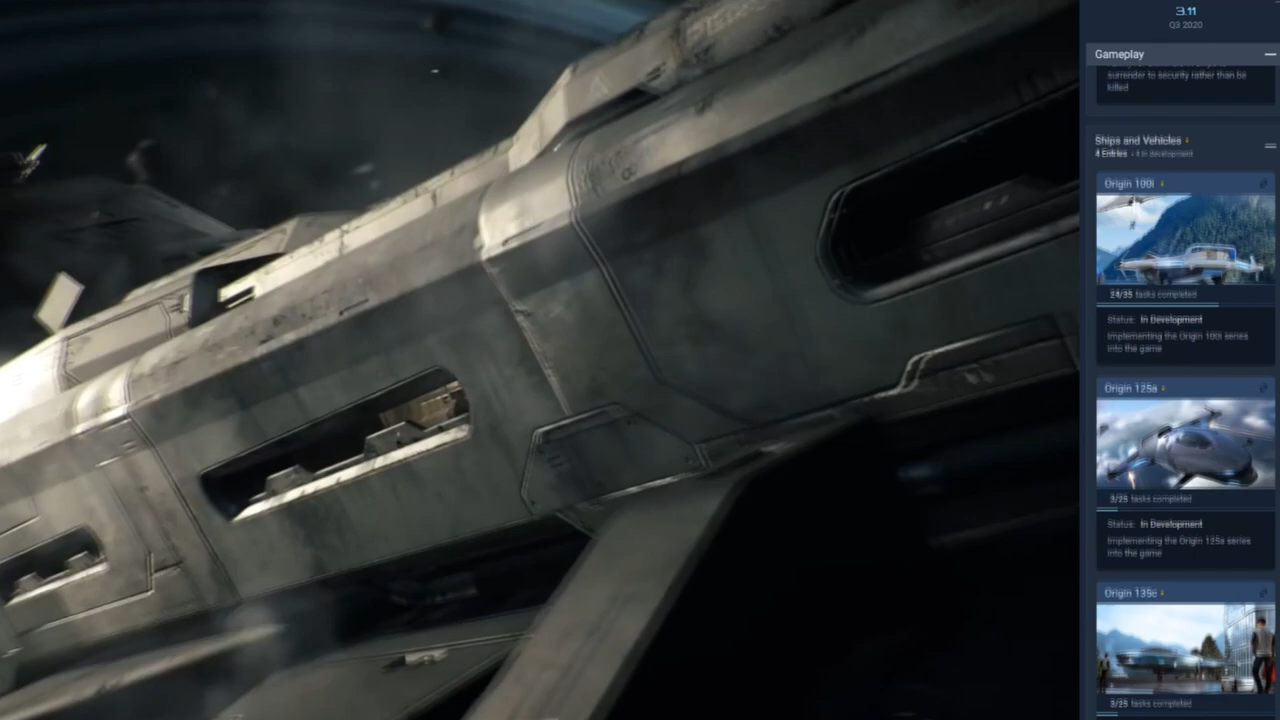 3.11
Q3 2020
Gameplay
surrender to security rather than be
killed
Ships and Vehicles
4 Entries 4 in development
Origin 100i
24/35 tasks completed
Status: In Development
Implementing the Origin 100i series
into the game
Origin 125a
3/25 tasks completed
Status: In Development
Implementing the Origin 125a series
into the game
Origin 135c
3/25 tasks completed